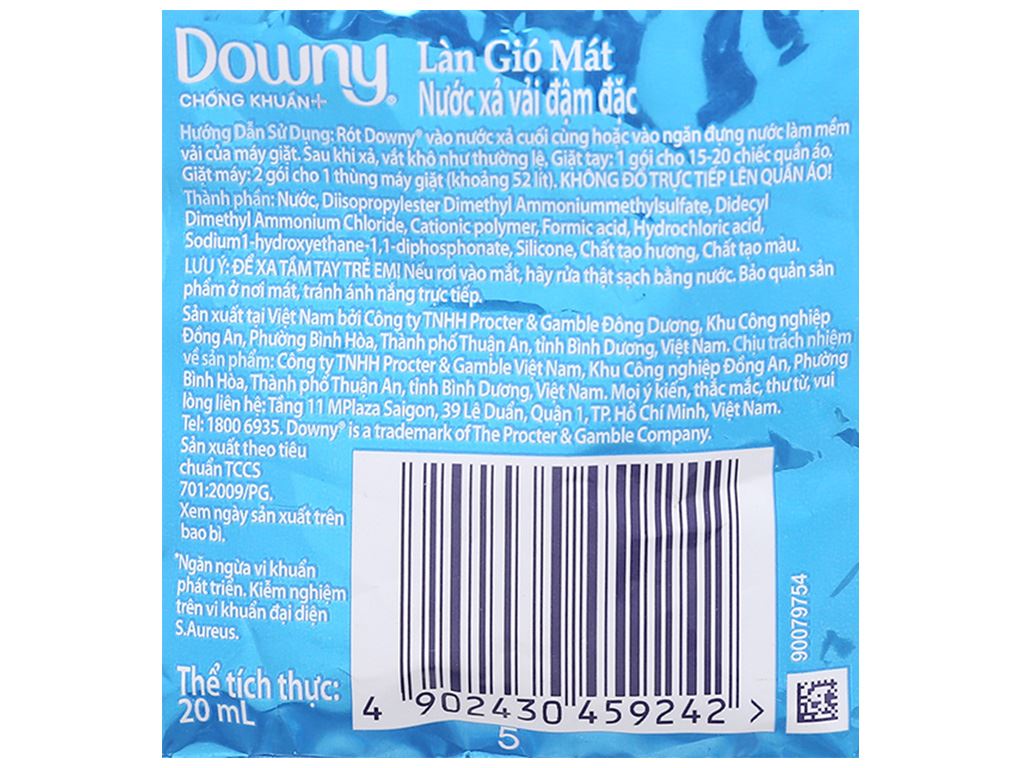 Downy®
CHỐNG KHUẨN+
Làn Gió Mát
Nước xả vải đậm đặc
Hướng Dẫn Sử Dụng: Rót Downy® vào nước xả cuối cùng hoặc vào ngăn đựng nước làm mềm
vải của máy giặt. Sau khi xả, vắt khô như thường lệ. Giặt tay: 1 gói cho 15-20 chiếc quần áo.
Giặt máy: 2 gói cho 1 thùng máy giặt (khoảng 52 lít). KHÔNG ĐỔ TRỰC TIẾP LÊN QUẦN ÁO!
Thành phần: Nước, Diisopropylester Dimethyl Ammoniummethylsulfate, Didecyl
Dimethyl Ammonium Chloride, Cationic polymer, Formic acid, Hydrochloric acid,
Sodium1-hydroxyethane-1,1-diphosphonate, Silicone, Chất tạo hương, Chất tạo màu.
LƯU Ý: ĐỂ XA TẦM TAY TRẺ EM! Nếu rơi vào mắt, hãy rửa thật sạch bằng nước. Bảo quản sản
phẩm ở nơi mát, tránh ánh nắng trực tiếp.
Sản xuất tại Việt Nam bởi Công ty TNHH Procter & Gamble Đông Dương, Khu Công nghiệp
Đồng An, Phường Bình Hòa, Thành phố Thuận An, tỉnh Bình Dương, Việt Nam. Chịu trách nhiệm
về sản phẩm: Công ty TNHH Procter & Gamble Việt Nam, Khu Công nghiệp Đồng An, Phường
Bình Hòa, Thành phố Thuận An, tỉnh Bình Dương, Việt Nam. Mọi ý kiến, thắc mắc, thư từ, vui
lòng liên hệ: Tầng 11 MPlaza Saigon, 39 Lê Duẩn, Quận 1, TP. Hồ Chí Minh, Việt Nam.
Tel: 1800 6935. Downy® is a trademark of The Procter & Gamble Company.
Sản xuất theo tiêu
chuẩn TCCS
701:2009/PG.
Xem ngày sản xuất trên
bao bì.
*Ngăn ngừa vi khuẩn
phát triển. Kiểm nghiệm
trên vi khuẩn đại diện
S.Aureus.
Thể tích thực:
20 mL
4 902430 459242 >
5
90079754